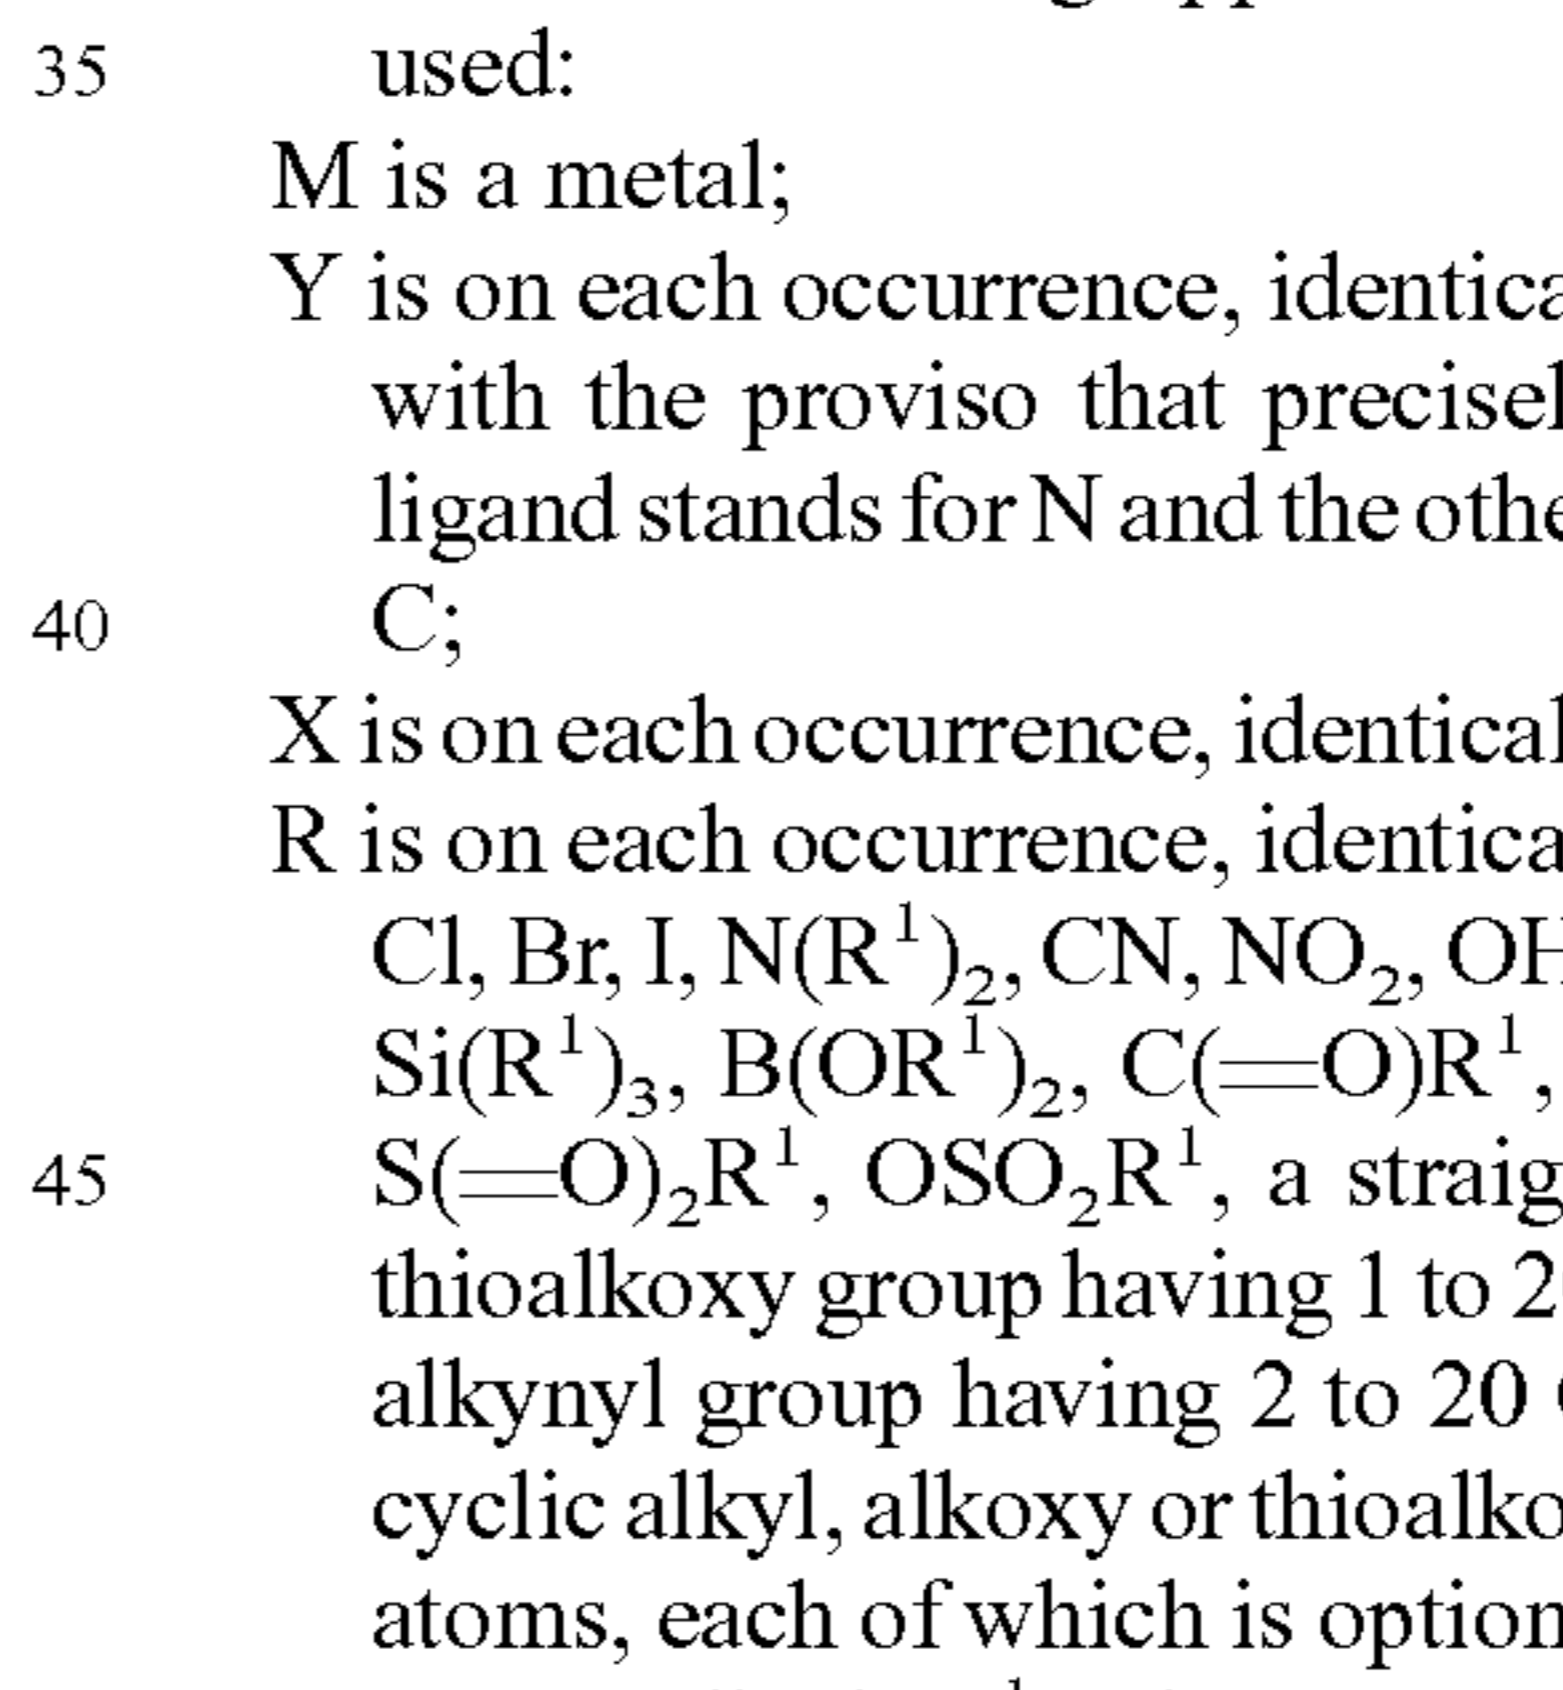 35 used:
M is a metal;
Y is on each occurrence, identica
with the proviso that precisel
ligand stands for N and the othe
40 C;
X is on each occurrence, identical
R is on each occurrence, identica
Cl, Br, I, N(R¹)₂, CN, NO₂, OH
Si(R¹)₃, B(OR¹)₂, C(=O)R¹,
45 S(=O)₂R¹, OSO₂R¹, a straig
thioalkoxy group having 1 to 20
alkynyl group having 2 to 20
cyclic alkyl, alkoxy or thioalko
atoms, each of which is option